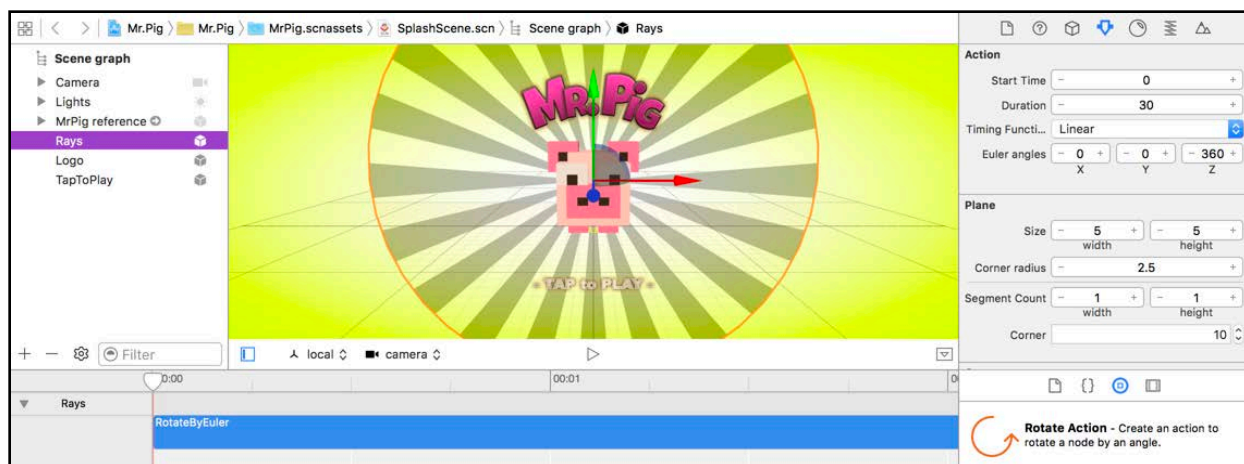 Mr.Pig
Mr.Pig
MrPig.scnassets
SplashScene.scn
Scene graph
Rays
Scene graph
Camera
Lights
MrPig reference
Rays
Logo
TapToPlay
Filter
MR.PIG
• TAP to PLAY •
local
camera
Action
Start Time
0
Duration
30
Timing Functi...
Linear
Euler angles
0
0
360
X
Y
Z
Plane
Size
5
5
width
height
Corner radius
2.5
Segment Count
1
1
width
height
Corner
10
0:00
00:01
Rays
RotateByEuler
Rotate Action - Create an action to
rotate a node by an angle.